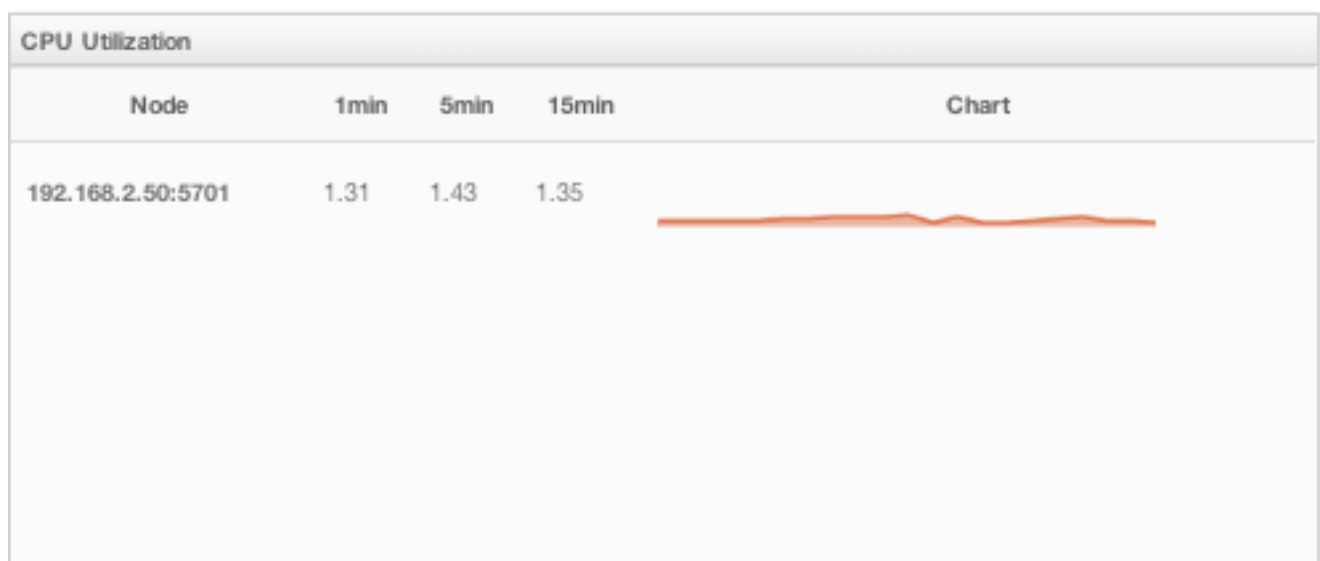 CPU Utilization
Node 1min 5min 15min Chart
192.168.2.50:5701 1.31 1.43 1.35